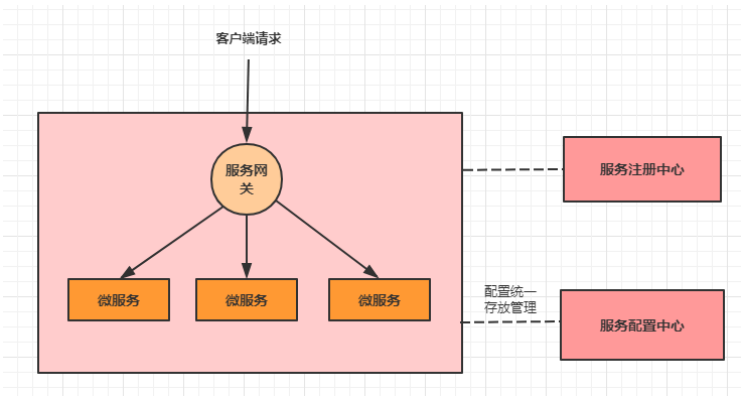 客户端请求
服务网
关
服务注册中心
微服务
微服务
微服务
配置统一
存放管理
服务配置中心